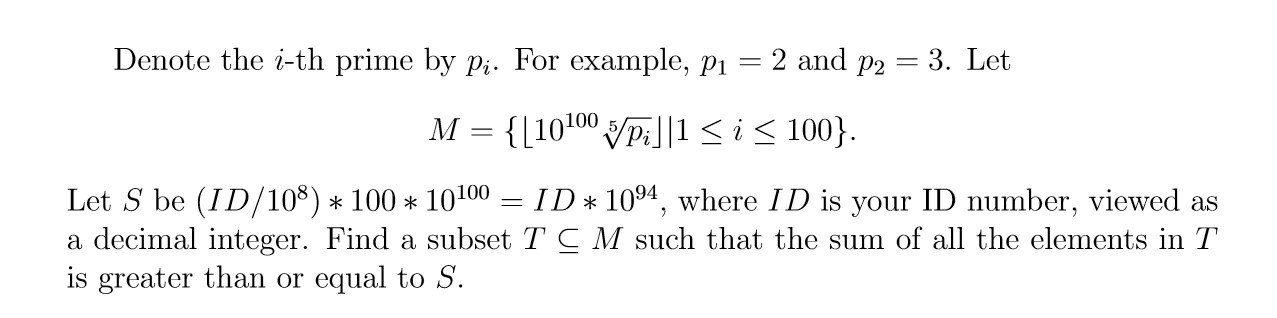 Denote the i-th prime by p_i. For example, p_1 = 2 and p_2 = 3. Let
M = {⌊10^{100} \sqrt[5]{p_i}⌋|1 ≤ i ≤ 100}.
Let S be (ID/10^8) * 100 * 10^{100} = ID * 10^{94}, where ID is your ID number, viewed as
a decimal integer. Find a subset T ⊆ M such that the sum of all the elements in T
is greater than or equal to S.